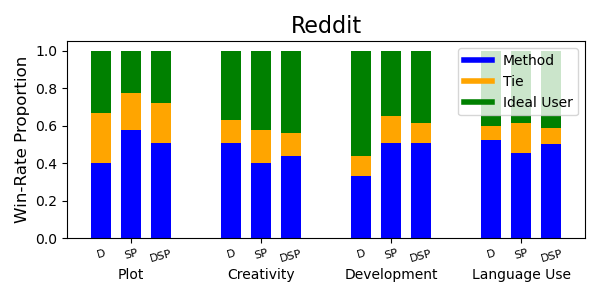 Reddit
Win-Rate Proportion
1.0
0.8
0.6
0.4
0.2
0.0
Method
Tie
Ideal User
D SP DSP D SP DSP D SP DSP D SP DSP
Plot Creativity Development Language Use